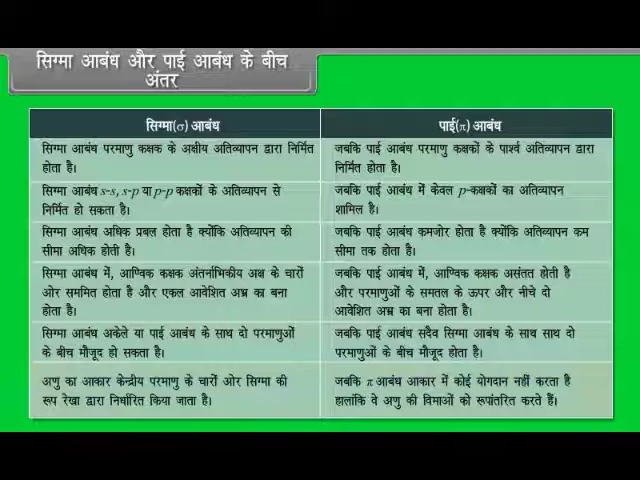 सिग्मा आबंध और पाई आबंध के बीच
अंतर
सिग्मा(σ) आबंध
पाई(π) आबंध
सिग्मा आबंध परमाणु कक्षक के अक्षीय अतिव्यापन द्वारा निर्मित
होता है।
जबकि पाई आबंध परमाणु कक्षकों के पार्श्व अतिव्यापन द्वारा
निर्मित होता है।
सिग्मा आबंध s-s, s-p या p-p कक्षकों के अतिव्यापन से
निर्मित हो सकता है।
जबकि पाई आबंध में केवल p-कक्षकों का अतिव्यापन
शामिल है।
सिग्मा आबंध अधिक प्रबल होता है क्योंकि अतिव्यापन की
सीमा अधिक होती है।
जबकि पाई आबंध कमजोर होता है क्योंकि अतिव्यापन कम
सीमा तक होता है।
सिग्मा आबंध में, आण्विक कक्षक अंतर्नाभिकीय अक्ष के चारों
ओर सममित होता है और एकल आवेशित अभ्र का बना
होता है।
जबकि पाई आबंध में, आण्विक कक्षक असंतत होती है
और परमाणुओं के समतल के ऊपर और नीचे दो
आवेशित अभ्र का बना होता है।
सिग्मा आबंध अकेले या पाई आबंध के साथ दो परमाणुओं
के बीच मौजूद हो सकता है।
जबकि पाई आबंध सदैव सिग्मा आबंध के साथ साथ दो
परमाणुओं के बीच मौजूद होता है।
अणु का आकार केन्द्रीय परमाणु के चारों ओर सिग्मा की
रूप रेखा द्वारा निर्धारित किया जाता है।
जबकि π आबंध आकार में कोई योगदान नहीं करता है
हालांकि वे अणु की विमाओं को रूपांतरित करते हैं।